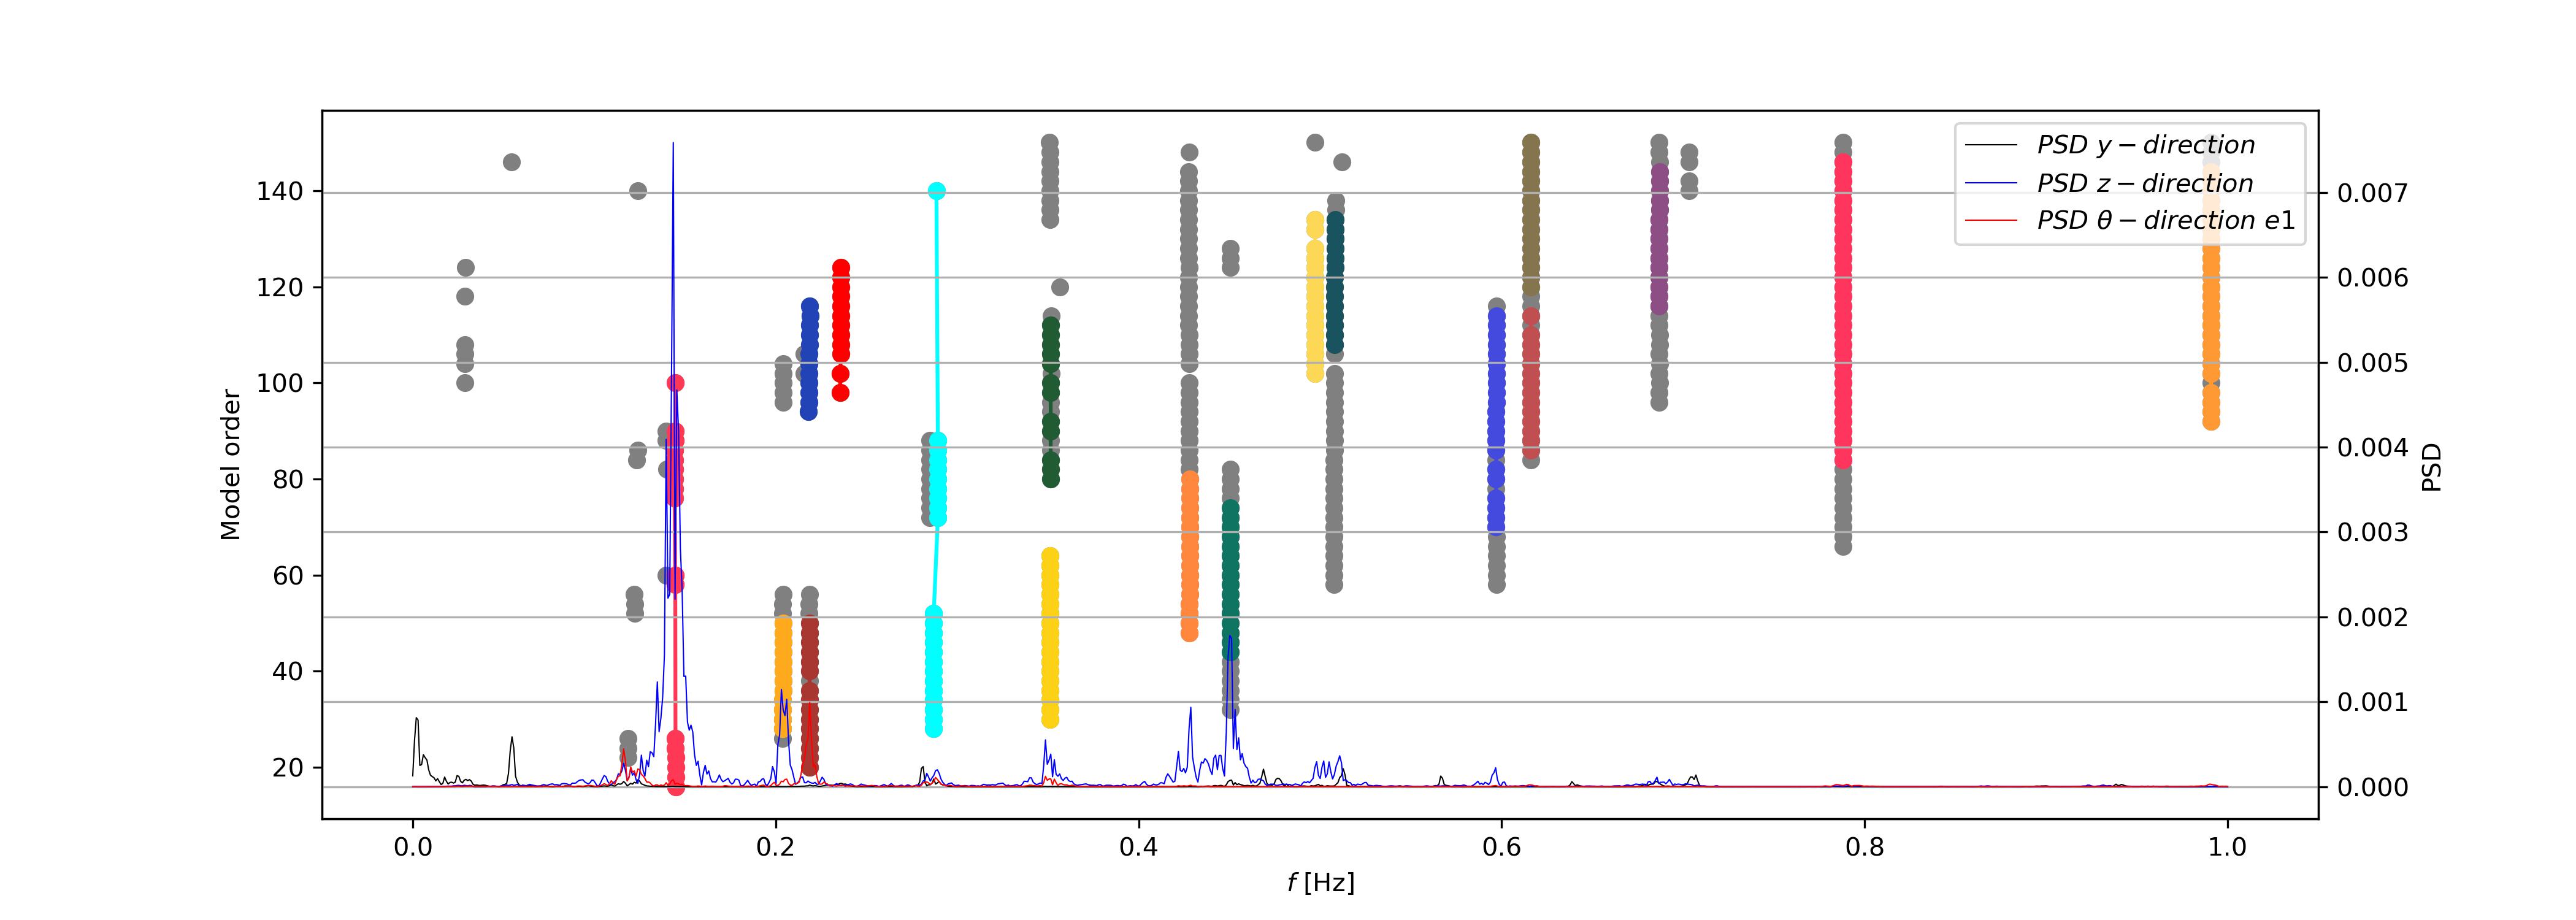 PSD y − direction
PSD z − direction
PSD θ − direction e1
140
120
100
80
60
40
20
Model order
0.007
0.006
0.005
0.004
0.003
0.002
0.001
0.000
PSD
0.0 0.2 0.4 0.6 0.8 1.0
f [Hz]